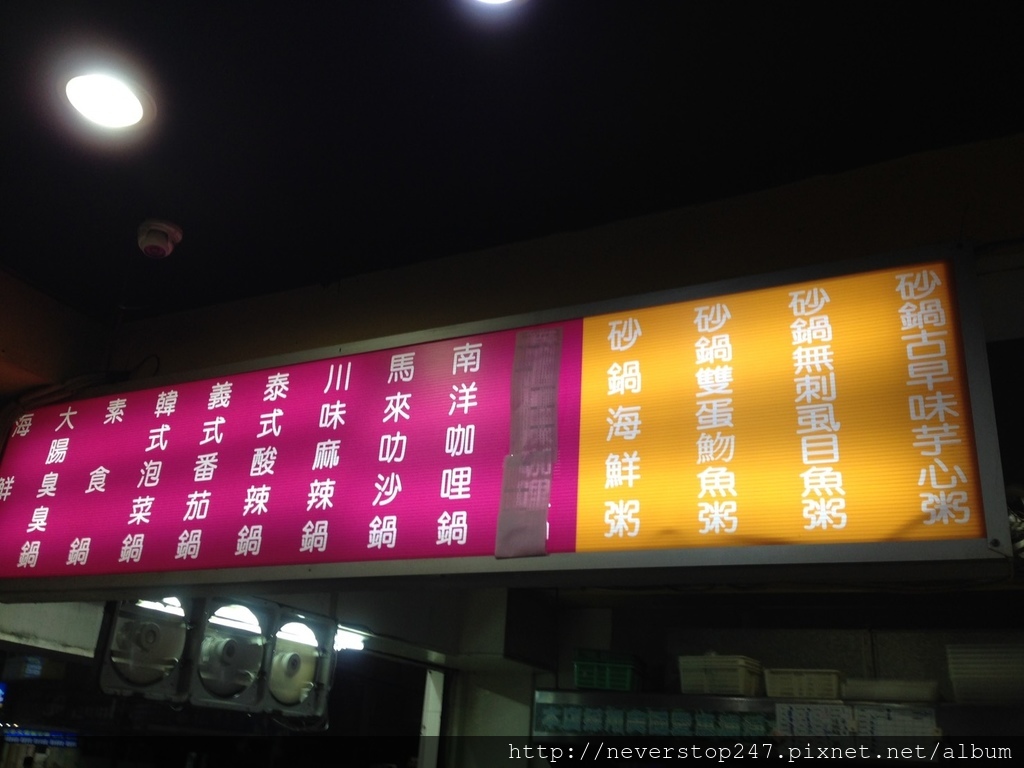 砂鍋古早味芋心粥
砂鍋無刺虱目魚粥
砂鍋雙蛋魩魚粥
砂鍋海鮮粥
南洋咖哩鍋
馬來叻沙鍋
川味麻辣鍋
泰式酸辣鍋
義式番茄鍋
韓式泡菜鍋
素食鍋
大腸臭臭鍋
海鮮
http://neverstop247.pixnet.net/album